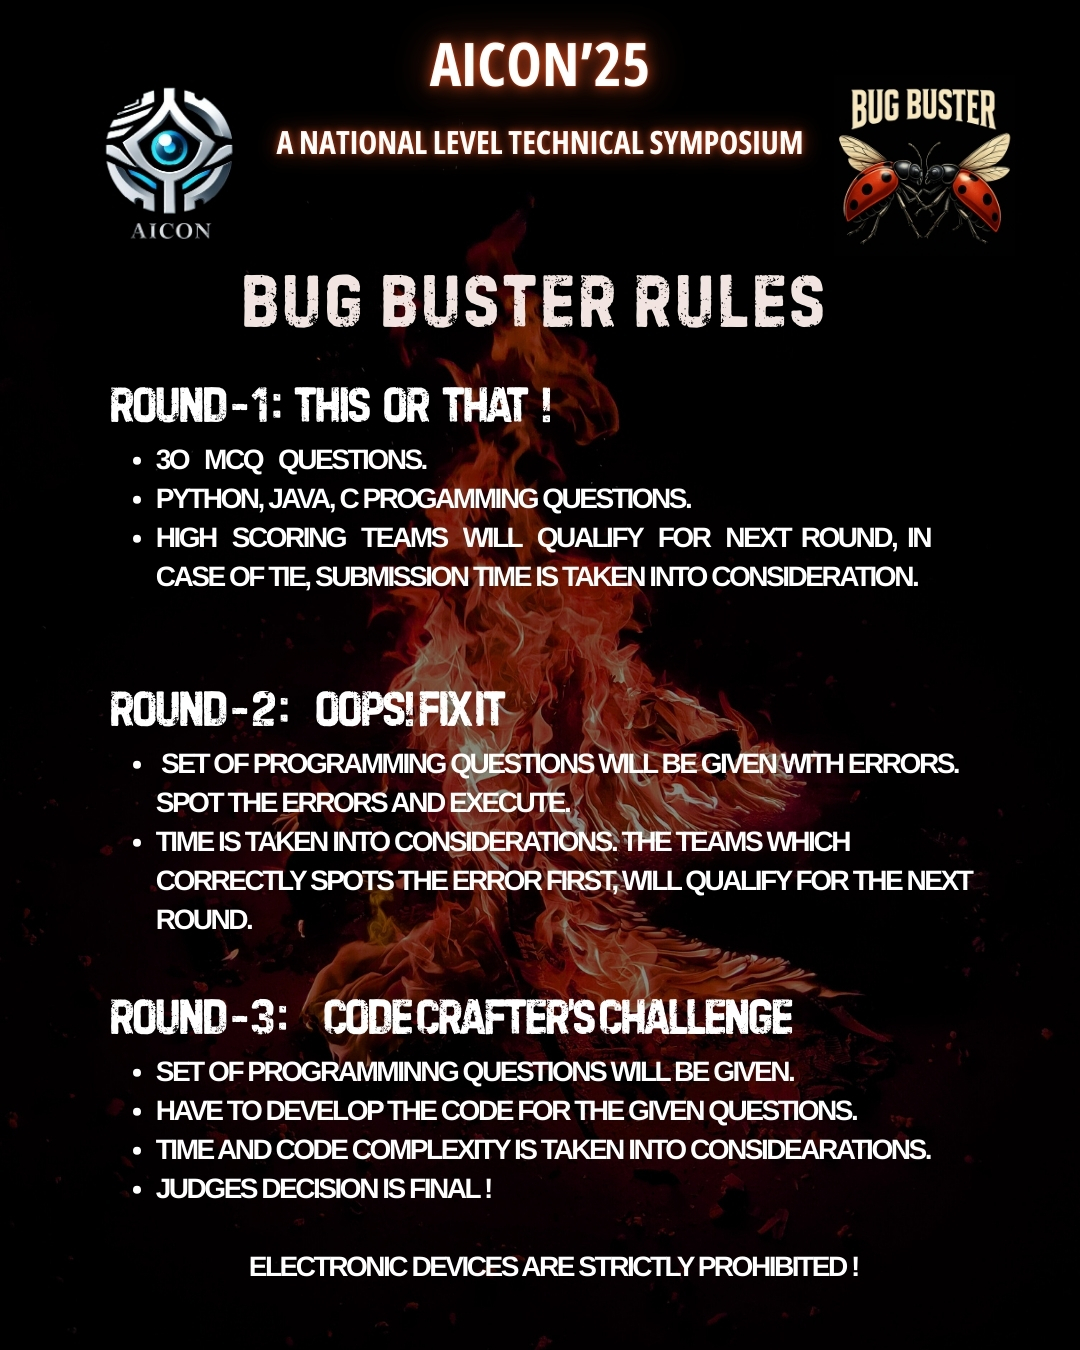 AICON’25
A NATIONAL LEVEL TECHNICAL SYMPOSIUM
AICON
BUG BUSTER
BUG BUSTER RULES
ROUND-1: THIS OR THAT !
• 3O MCQ QUESTIONS.
• PYTHON, JAVA, C PROGAMMING QUESTIONS.
• HIGH SCORING TEAMS WILL QUALIFY FOR NEXT ROUND, IN
CASE OF TIE, SUBMISSION TIME IS TAKEN INTO CONSIDERATION.
ROUND-2: OOPS! FIX IT
• SET OF PROGRAMMING QUESTIONS WILL BE GIVEN WITH ERRORS.
SPOT THE ERRORS AND EXECUTE.
• TIME IS TAKEN INTO CONSIDERATIONS. THE TEAMS WHICH
CORRECTLY SPOTS THE ERROR FIRST, WILL QUALIFY FOR THE NEXT
ROUND.
ROUND-3: CODE CRAFTER'S CHALLENGE
• SET OF PROGRAMMINNG QUESTIONS WILL BE GIVEN.
• HAVE TO DEVELOP THE CODE FOR THE GIVEN QUESTIONS.
• TIME AND CODE COMPLEXITY IS TAKEN INTO CONSIDEARATIONS.
• JUDGES DECISION IS FINAL !
ELECTRONIC DEVICES ARE STRICTLY PROHIBITED !